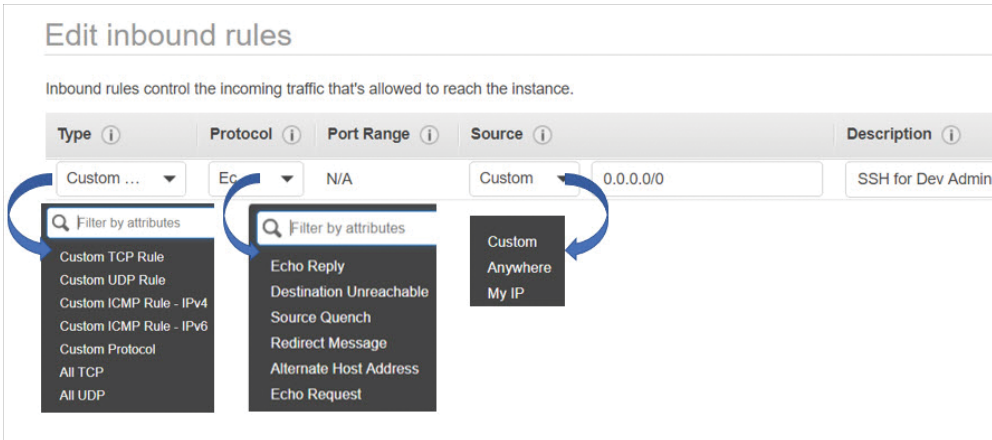 Edit inbound rules
Inbound rules control the incoming traffic that's allowed to reach the instance.
Type Protocol Port Range Source Description
Custom ... Ec N/A Custom 0.0.0.0/0 SSH for Dev Admin
Filter by attributes
Custom TCP Rule
Custom UDP Rule
Custom ICMP Rule - IPv4
Custom ICMP Rule - IPv6
Custom Protocol
All TCP
All UDP
Filter by attributes
Echo Reply
Destination Unreachable
Source Quench
Redirect Message
Alternate Host Address
Echo Request
Custom
Anywhere
My IP